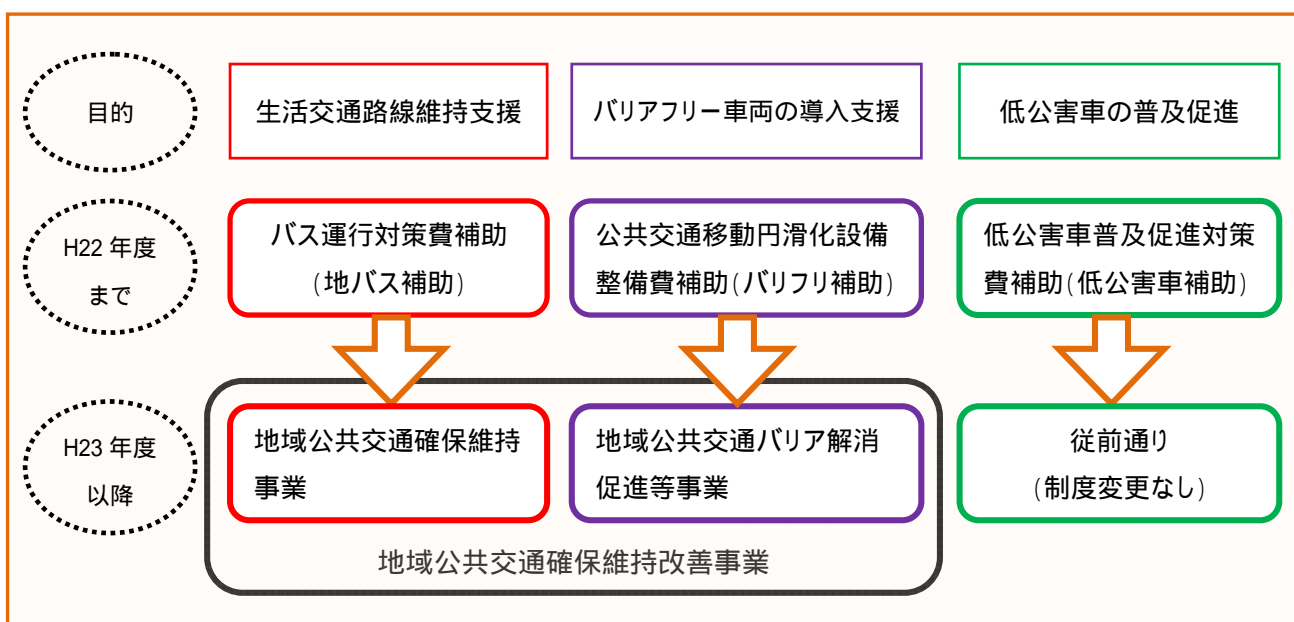 目的
生活交通路線維持支援
バリアフリー車両の導入支援
低公害車の普及促進
H22 年度
まで
バス運行対策費補助
(地バス補助)
公共交通移動円滑化設備
整備費補助(バリフリ補助)
低公害車普及促進対策
費補助(低公害車補助)
H23 年度
以降
地域公共交通確保維持
事業
地域公共交通バリア解消
促進等事業
従前通り
(制度変更なし)
地域公共交通確保維持改善事業